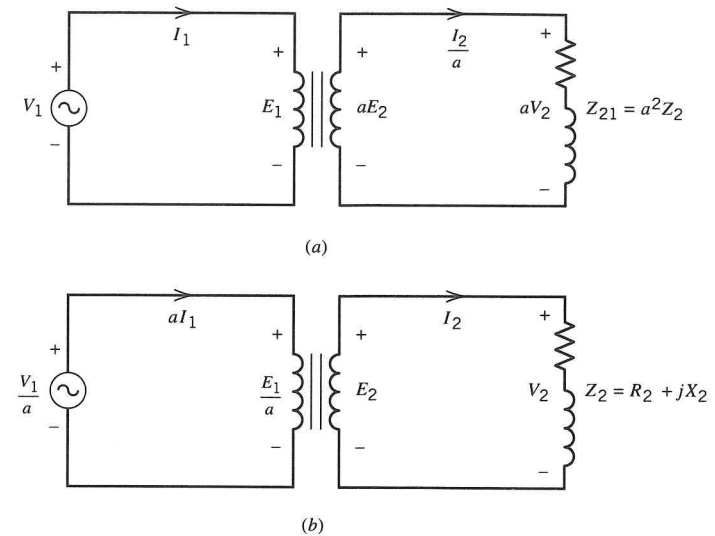 I1
I2/a
+ + + +
V1 E1 aE2 aV2 Z21 = a²Z2
− − − −
(a)
aI1
I2
+ + + +
V1/a E1/a E2 V2 Z2 = R2 + jX2
− − − −
(b)